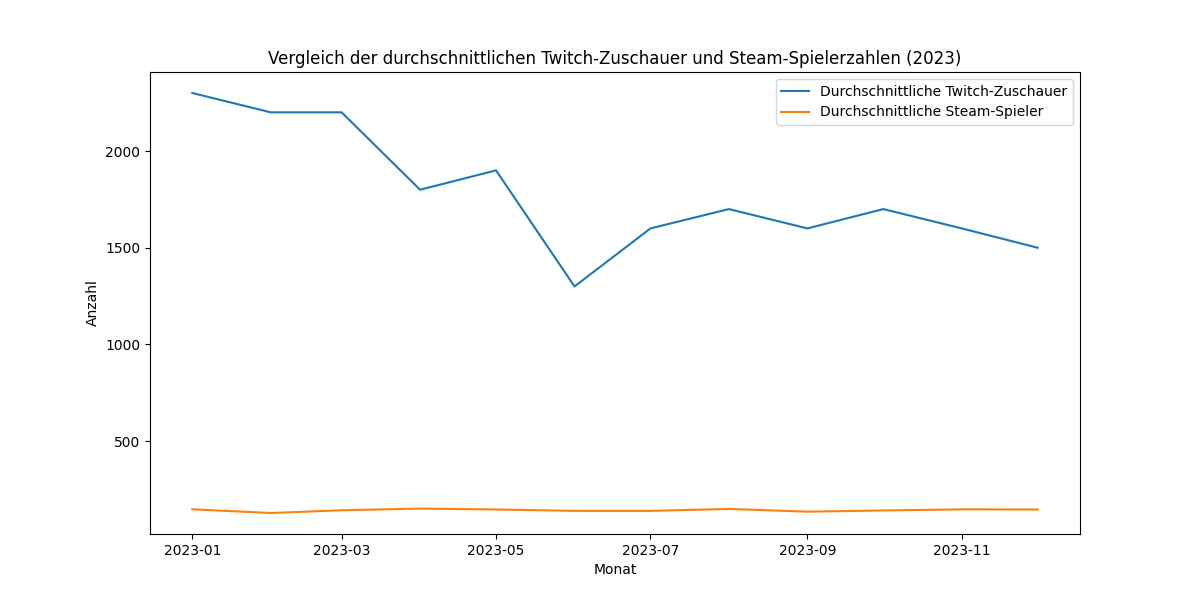 Vergleich der durchschnittlichen Twitch-Zuschauer und Steam-Spielerzahlen (2023)
Durchschnittliche Twitch-Zuschauer
Durchschnittliche Steam-Spieler
2000
1500
1000
500
Anzahl
2023-01 2023-03 2023-05 2023-07 2023-09 2023-11
Monat